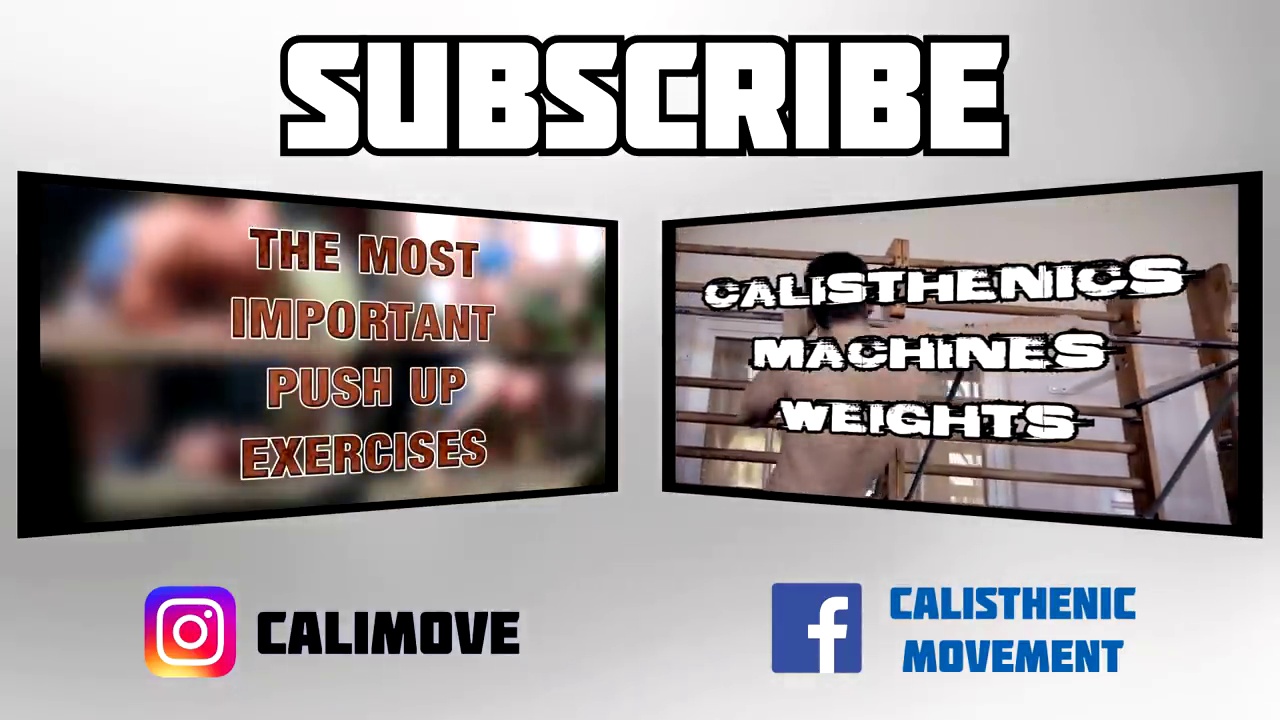 SUBSCRIBE
THE MOST
IMPORTANT
PUSH UP
EXERCISES
CALISTHENICS
MACHINES
WEIGHTS
CALIMOVE
CALISTHENIC
MOVEMENT